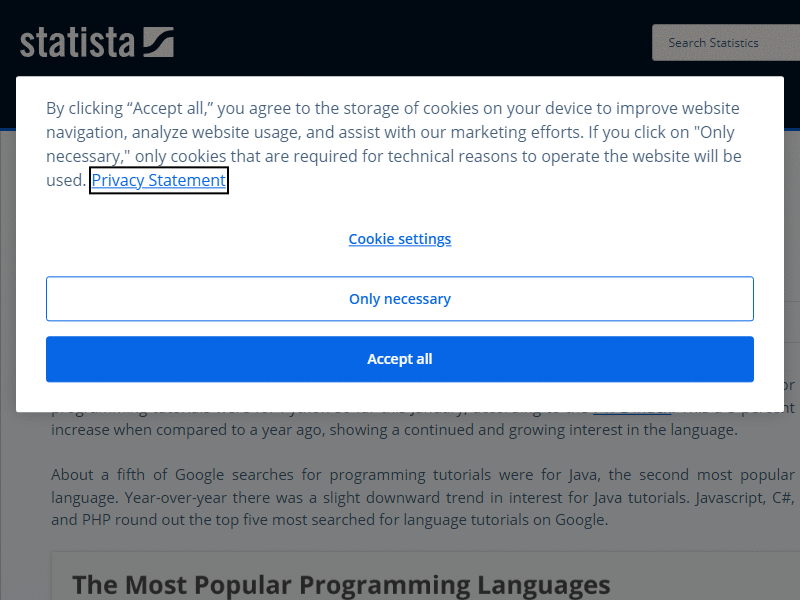 statista
Search Statistics
By clicking “Accept all,” you agree to the storage of cookies on your device to improve website
navigation, analyze website usage, and assist with our marketing efforts. If you click on "Only
necessary," only cookies that are required for technical reasons to operate the website will be
used. Privacy Statement
Cookie settings
Only necessary
Accept all
increase when compared to a year ago, showing a continued and growing interest in the language.
About a fifth of Google searches for programming tutorials were for Java, the second most popular
language. Year-over-year there was a slight downward trend in interest for Java tutorials. Javascript, C#,
and PHP round out the top five most searched for language tutorials on Google.
The Most Popular Programming Languages